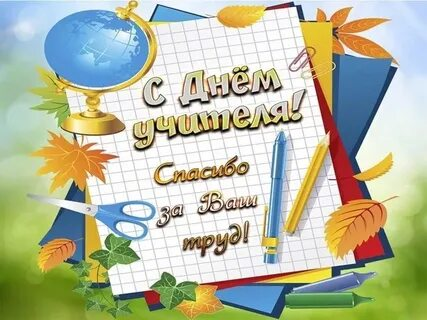 С Днём
учителя!
Спасибо
за Ваш
труд!